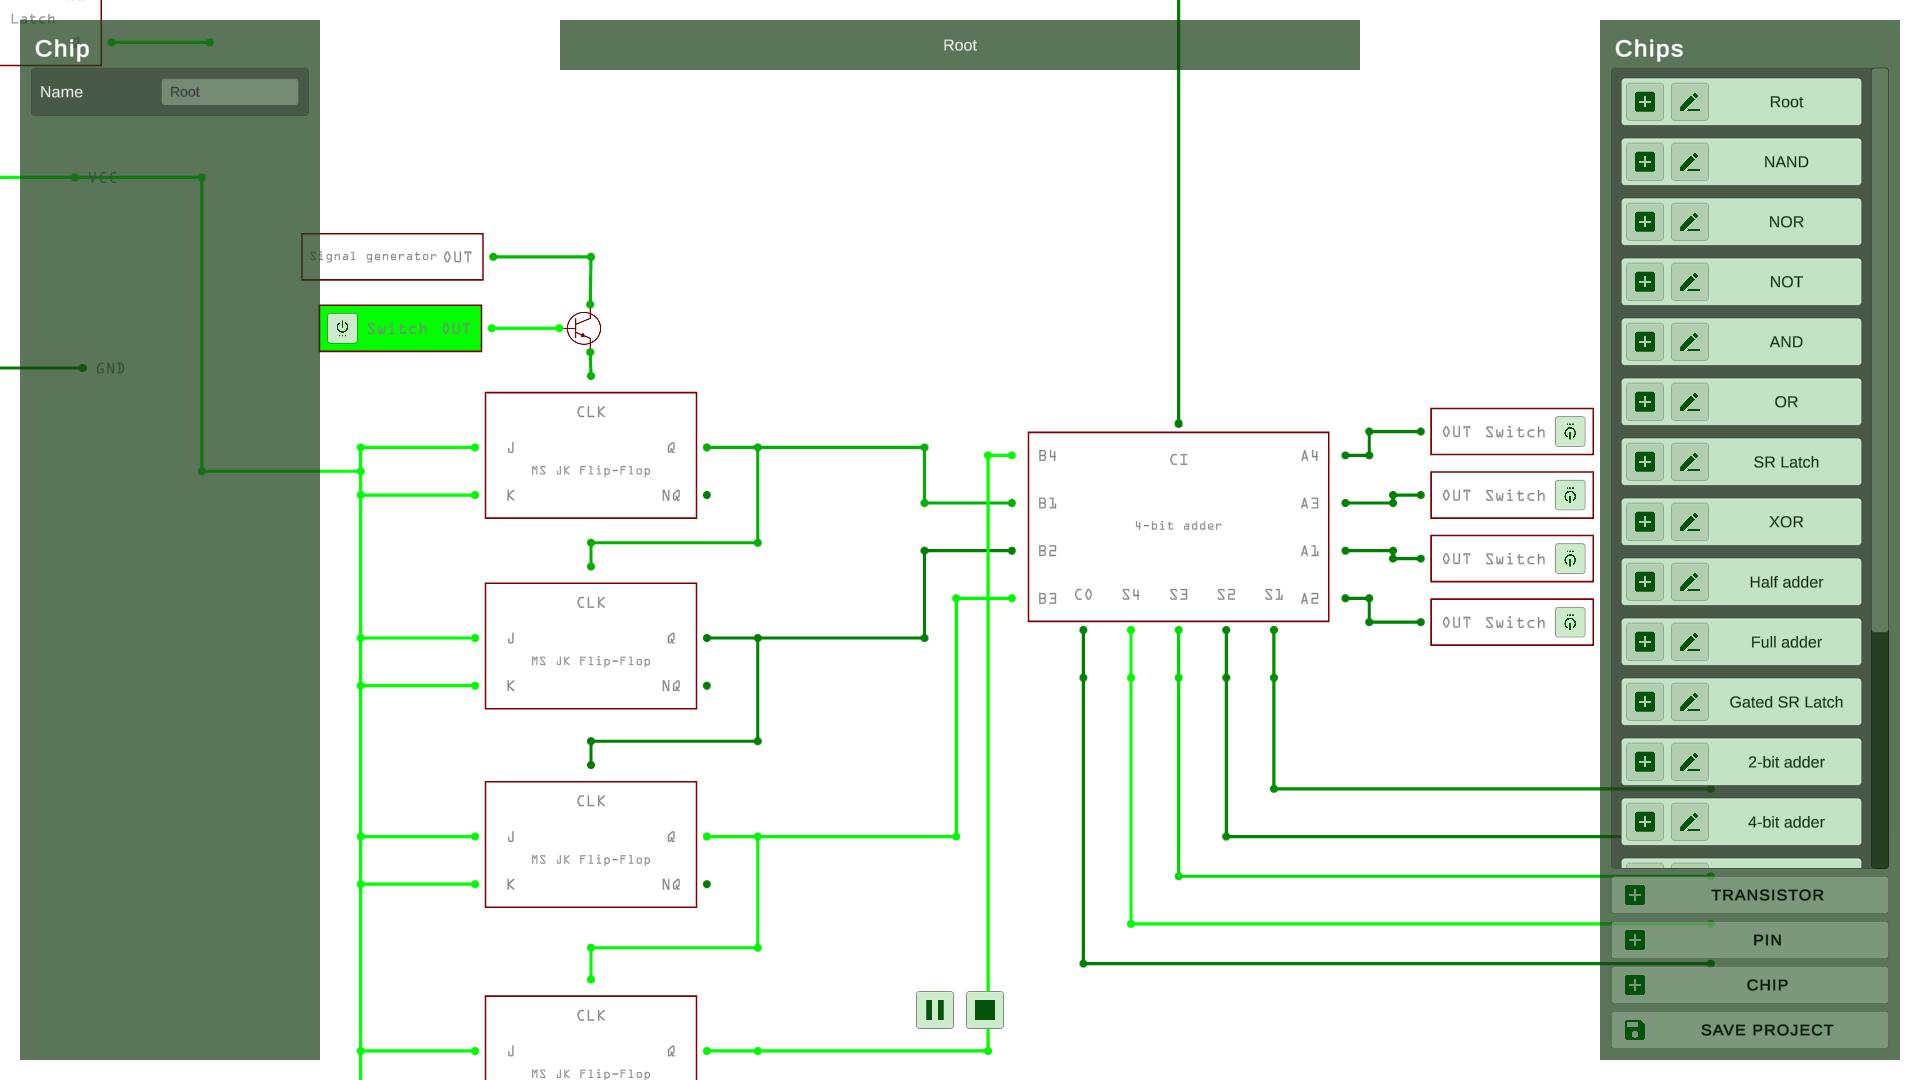 Latch
Chip
Name
Root
Root
VCC
GND
Signal generator OUT
Switch OUT
CLK
J
Q
MS JK Flip-Flop
K
NQ
CLK
J
Q
MS JK Flip-Flop
K
NQ
CLK
J
Q
MS JK Flip-Flop
K
NQ
CLK
J
Q
MS JK Flip-Flop
CI
B4
A4
B1
A3
4-bit adder
B2
A1
B3
C0 S4 S3 S2 S1
A2
OUT Switch
OUT Switch
OUT Switch
OUT Switch
Chips
Root
NAND
NOR
NOT
AND
OR
SR Latch
XOR
Half adder
Full adder
Gated SR Latch
2-bit adder
4-bit adder
TRANSISTOR
PIN
CHIP
SAVE PROJECT